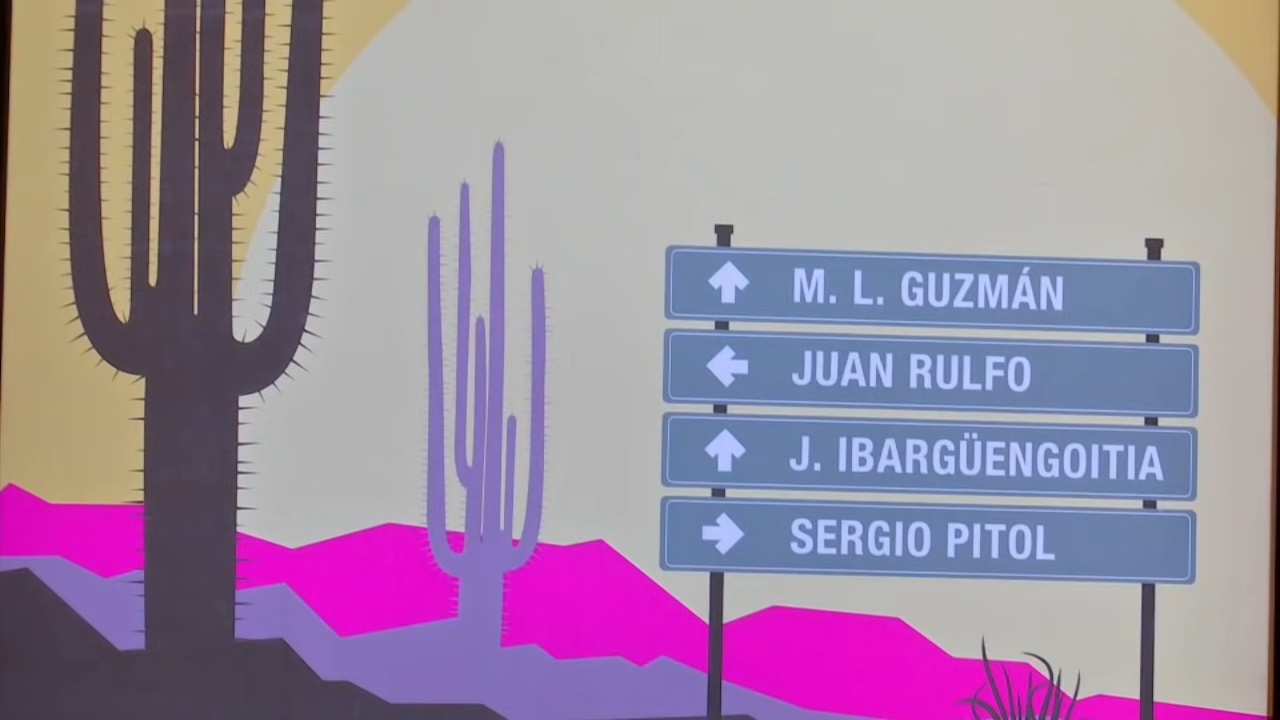 M. L. GUZMÁN
JUAN RULFO
J. IBARGÜENGOITIA
SERGIO PITOL